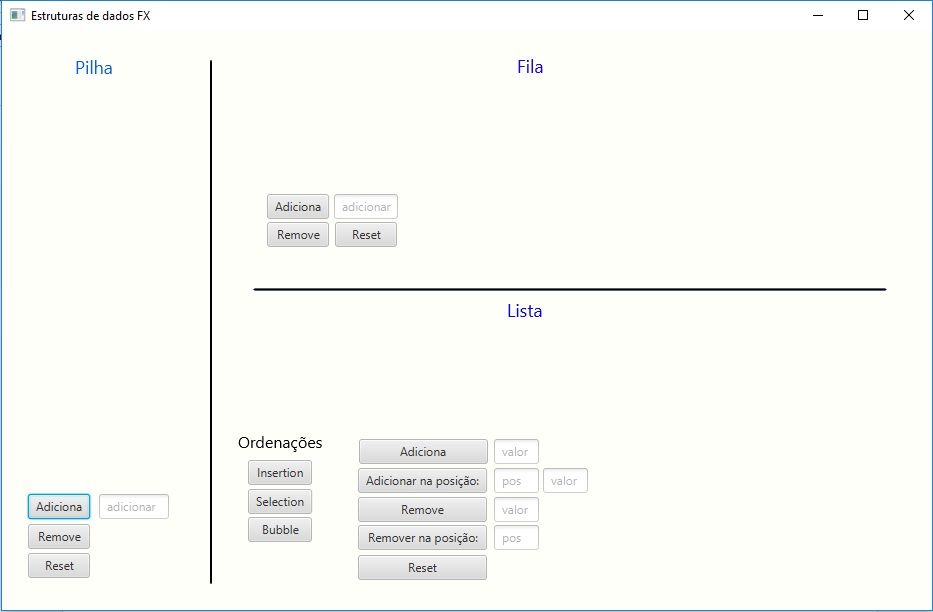 Estruturas de dados FX
Pilha
Adiciona adicionar
Remove
Reset
Fila
Adiciona adicionar
Remove Reset
Lista
Ordenações
Insertion
Selection
Bubble
Adiciona valor
Adicionar na posição: pos valor
Remove valor
Remover na posição: pos
Reset